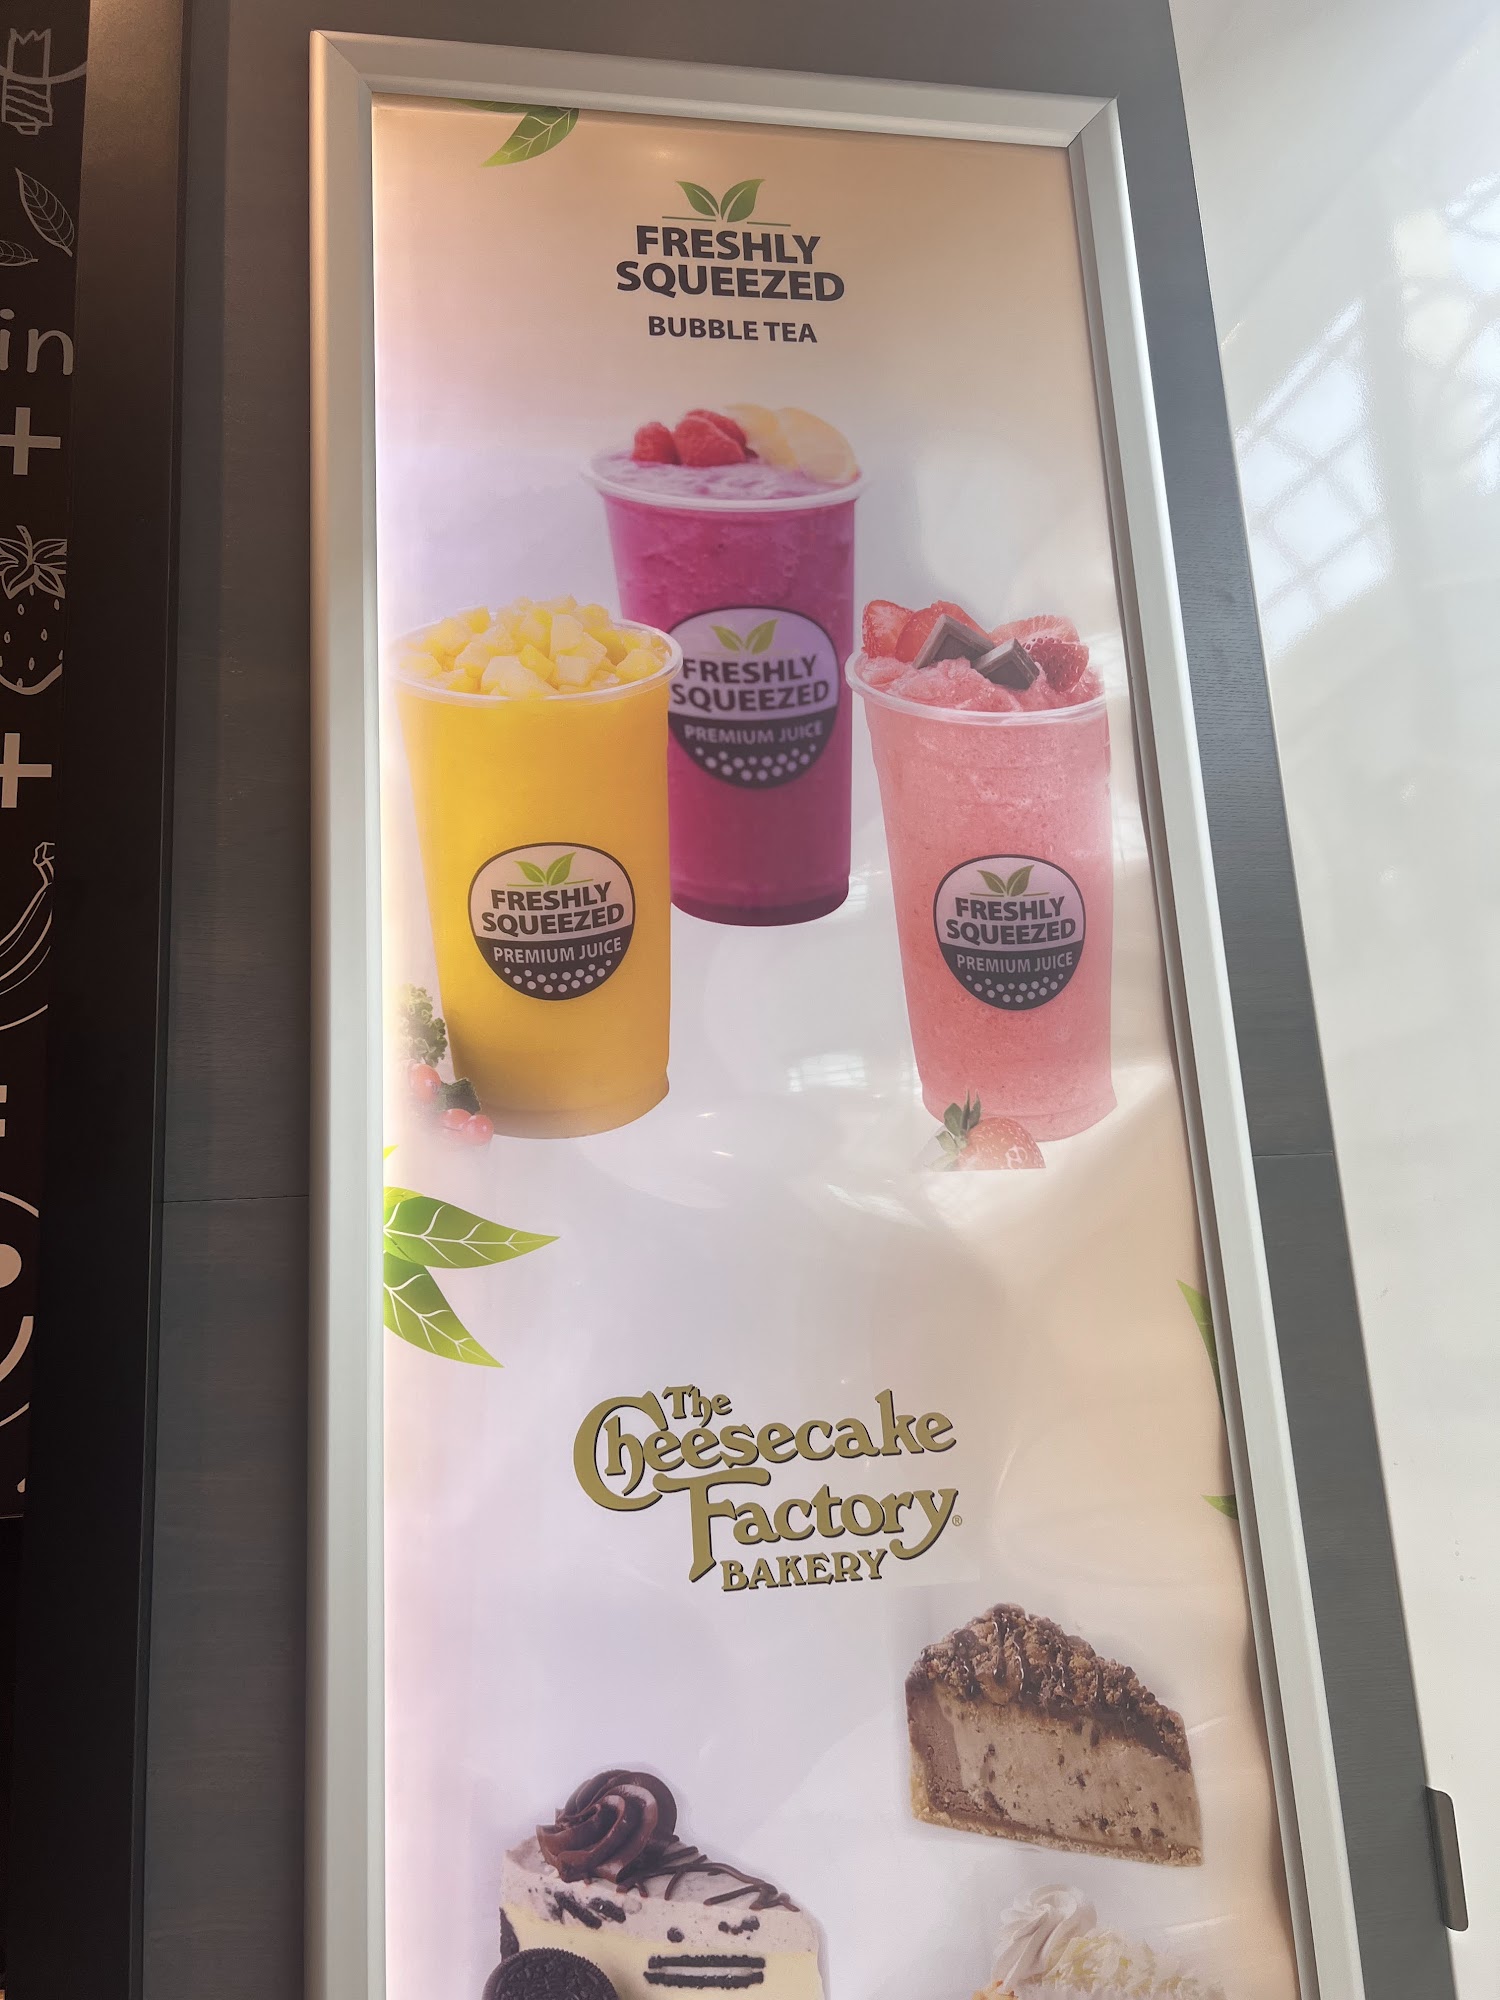 FRESHLY
SQUEEZED
BUBBLE TEA
FRESHLY
SQUEEZED
PREMIUM JUICE
FRESHLY
SQUEEZED
PREMIUM JUICE
FRESHLY
SQUEEZED
PREMIUM JUICE
The
Cheesecake
Factory®
BAKERY
in
+
+